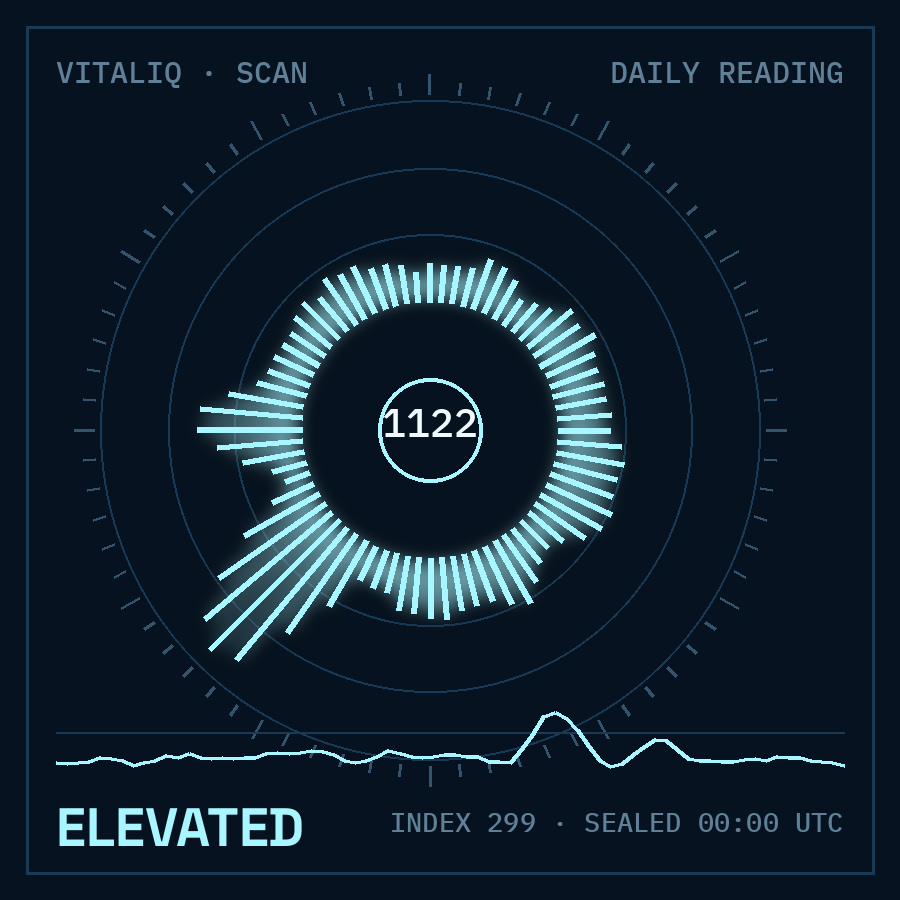 VITALIQ · SCAN
DAILY READING
1122
ELEVATED
INDEX 299 · SEALED 00:00 UTC